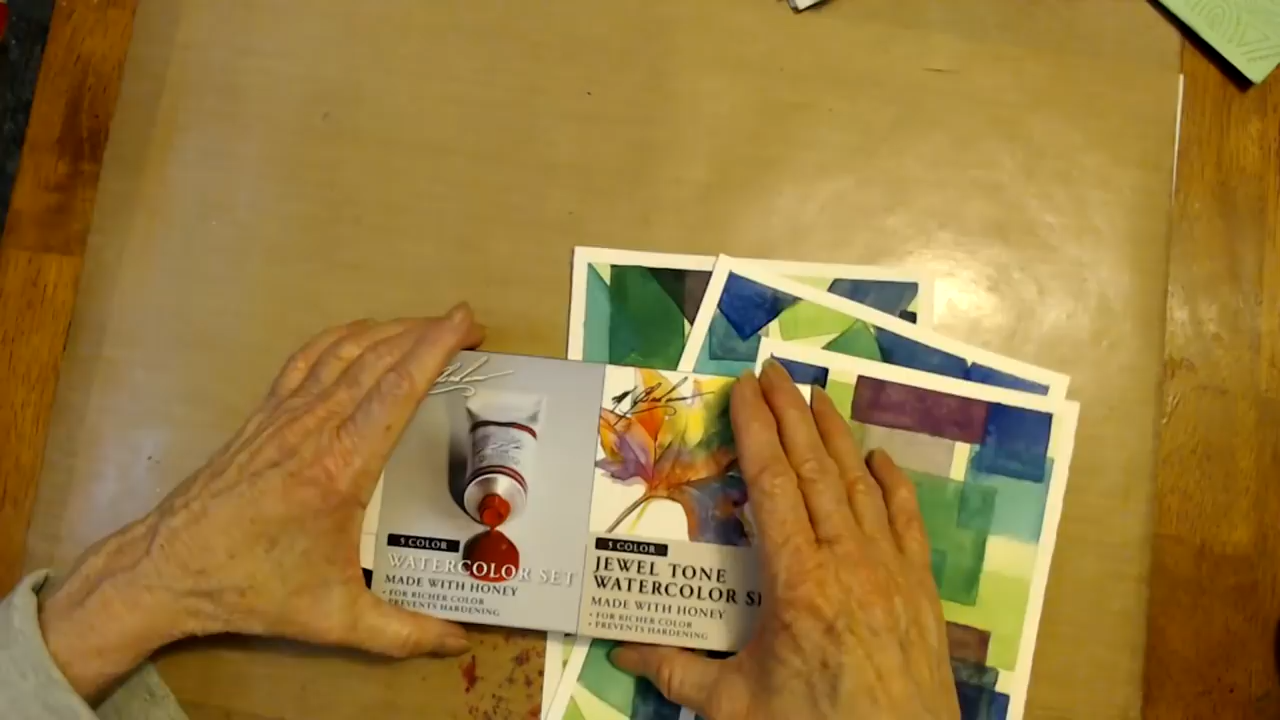 5 COLOR
WATERCOLOR SET
MADE WITH HONEY
• FOR RICHER COLOR
PREVENTS HARDENING
M. Graham
5 COLOR
JEWEL TONE
WATERCOLOR
MADE WITH HONEY
• FOR RICHER COLOR
• PREVENTS HARDENING